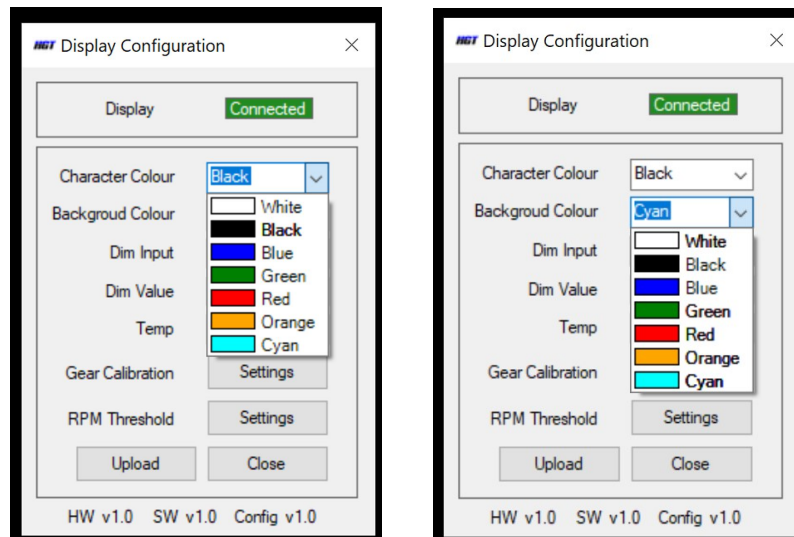 HGT Display Configuration
Display Connected
Character Colour Black
Backgroud Colour
White
Black
Dim Input
Blue
Green
Dim Value
Red
Temp
Orange
Cyan
Gear Calibration Settings
RPM Threshold Settings
Upload Close
HW v1.0 SW v1.0 Config v1.0
HGT Display Configuration
Display Connected
Character Colour Black
Backgroud Colour Cyan
White
Dim Input
Black
Dim Value
Blue
Green
Temp
Red
Orange
Gear Calibration
Cyan
RPM Threshold Settings
Upload Close
HW v1.0 SW v1.0 Config v1.0